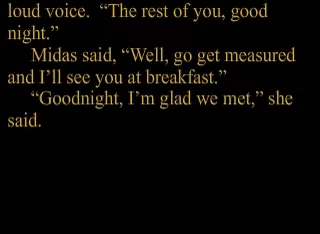 loud voice.  “The rest of you, good
night.”
Midas said, “Well, go get measured
and I’ll see you at breakfast.”
“Goodnight, I’m glad we met,” she
said.